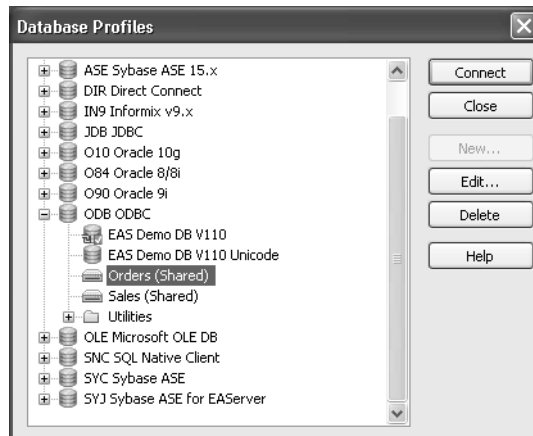 Database Profiles
ASE Sybase ASE 15.x
DIR Direct Connect
IN9 Informix v9.x
JDB JDBC
O10 Oracle 10g
O84 Oracle 8/8i
O90 Oracle 9i
ODB ODBC
EAS Demo DB V110
EAS Demo DB V110 Unicode
Orders (Shared)
Sales (Shared)
Utilities
OLE Microsoft OLE DB
SNC SQL Native Client
SYC Sybase ASE
SYJ Sybase ASE for EAServer
Connect
Close
New...
Edit...
Delete
Help